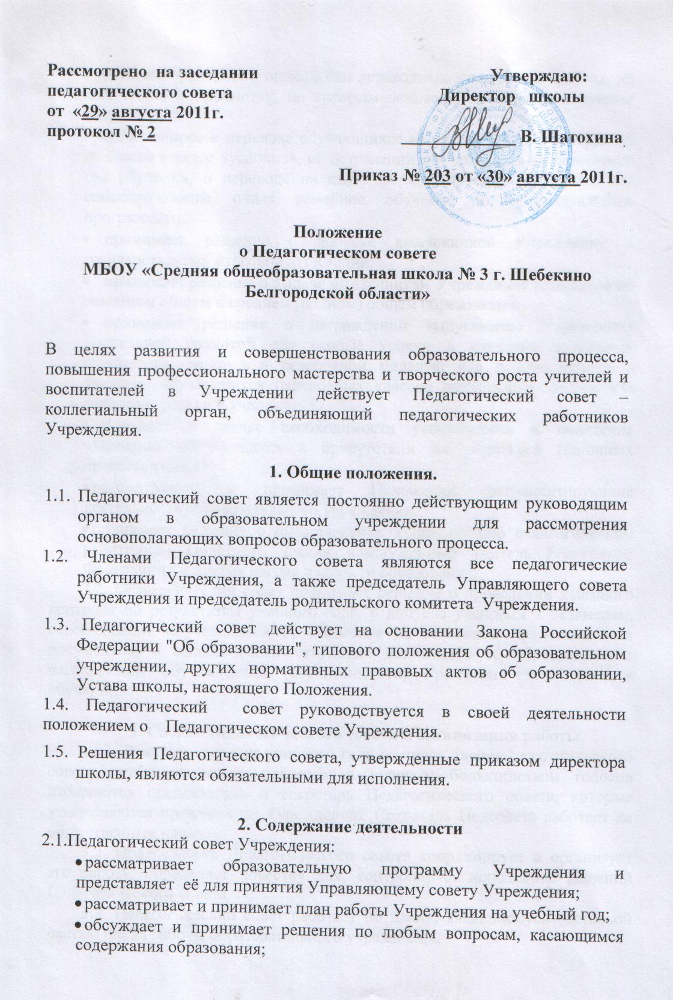 Рассмотрено на заседании
педагогического совета
от «29» августа 2011г.
протокол № 2
Утверждаю:
Директор школы
В. Шатохина
Приказ № 203 от «30» августа 2011г.
Положение
о Педагогическом совете
МБОУ «Средняя общеобразовательная школа № 3 г. Шебекино
Белгородской области»
В целях развития и совершенствования образовательного процесса,
повышения профессионального мастерства и творческого роста учителей и
воспитателей в Учреждении действует Педагогический совет –
коллегиальный орган, объединяющий педагогических работников
Учреждения.
1. Общие положения.
1.1. Педагогический совет является постоянно действующим руководящим
органом в образовательном учреждении для рассмотрения
основополагающих вопросов образовательного процесса.
1.2. Членами Педагогического совета являются все педагогические
работники Учреждения, а также председатель Управляющего совета
Учреждения и председатель родительского комитета Учреждения.
1.3. Педагогический совет действует на основании Закона Российской
Федерации "Об образовании", типового положения об образовательном
учреждении, других нормативных правовых актов об образовании,
Устава школы, настоящего Положения.
1.4. Педагогический совет руководствуется в своей деятельности
положением о Педагогическом совете Учреждения.
1.5. Решения Педагогического совета, утвержденные приказом директора
школы, являются обязательными для исполнения.
2. Содержание деятельности
2.1.Педагогический совет Учреждения:
• рассматривает образовательную программу Учреждения и
представляет её для принятия Управляющему совету Учреждения;
• рассматривает и принимает план работы Учреждения на учебный год;
• обсуждает и принимает решения по любым вопросам, касающимся
содержания образования;